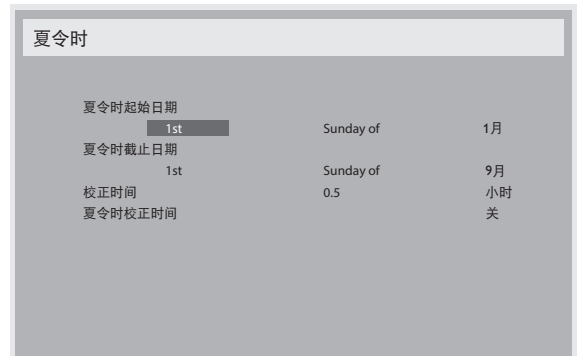 夏令时
夏令时起始日期
1st Sunday of 1月
夏令时截止日期
1st Sunday of 9月
校正时间 0.5 小时
夏令时校正时间 关